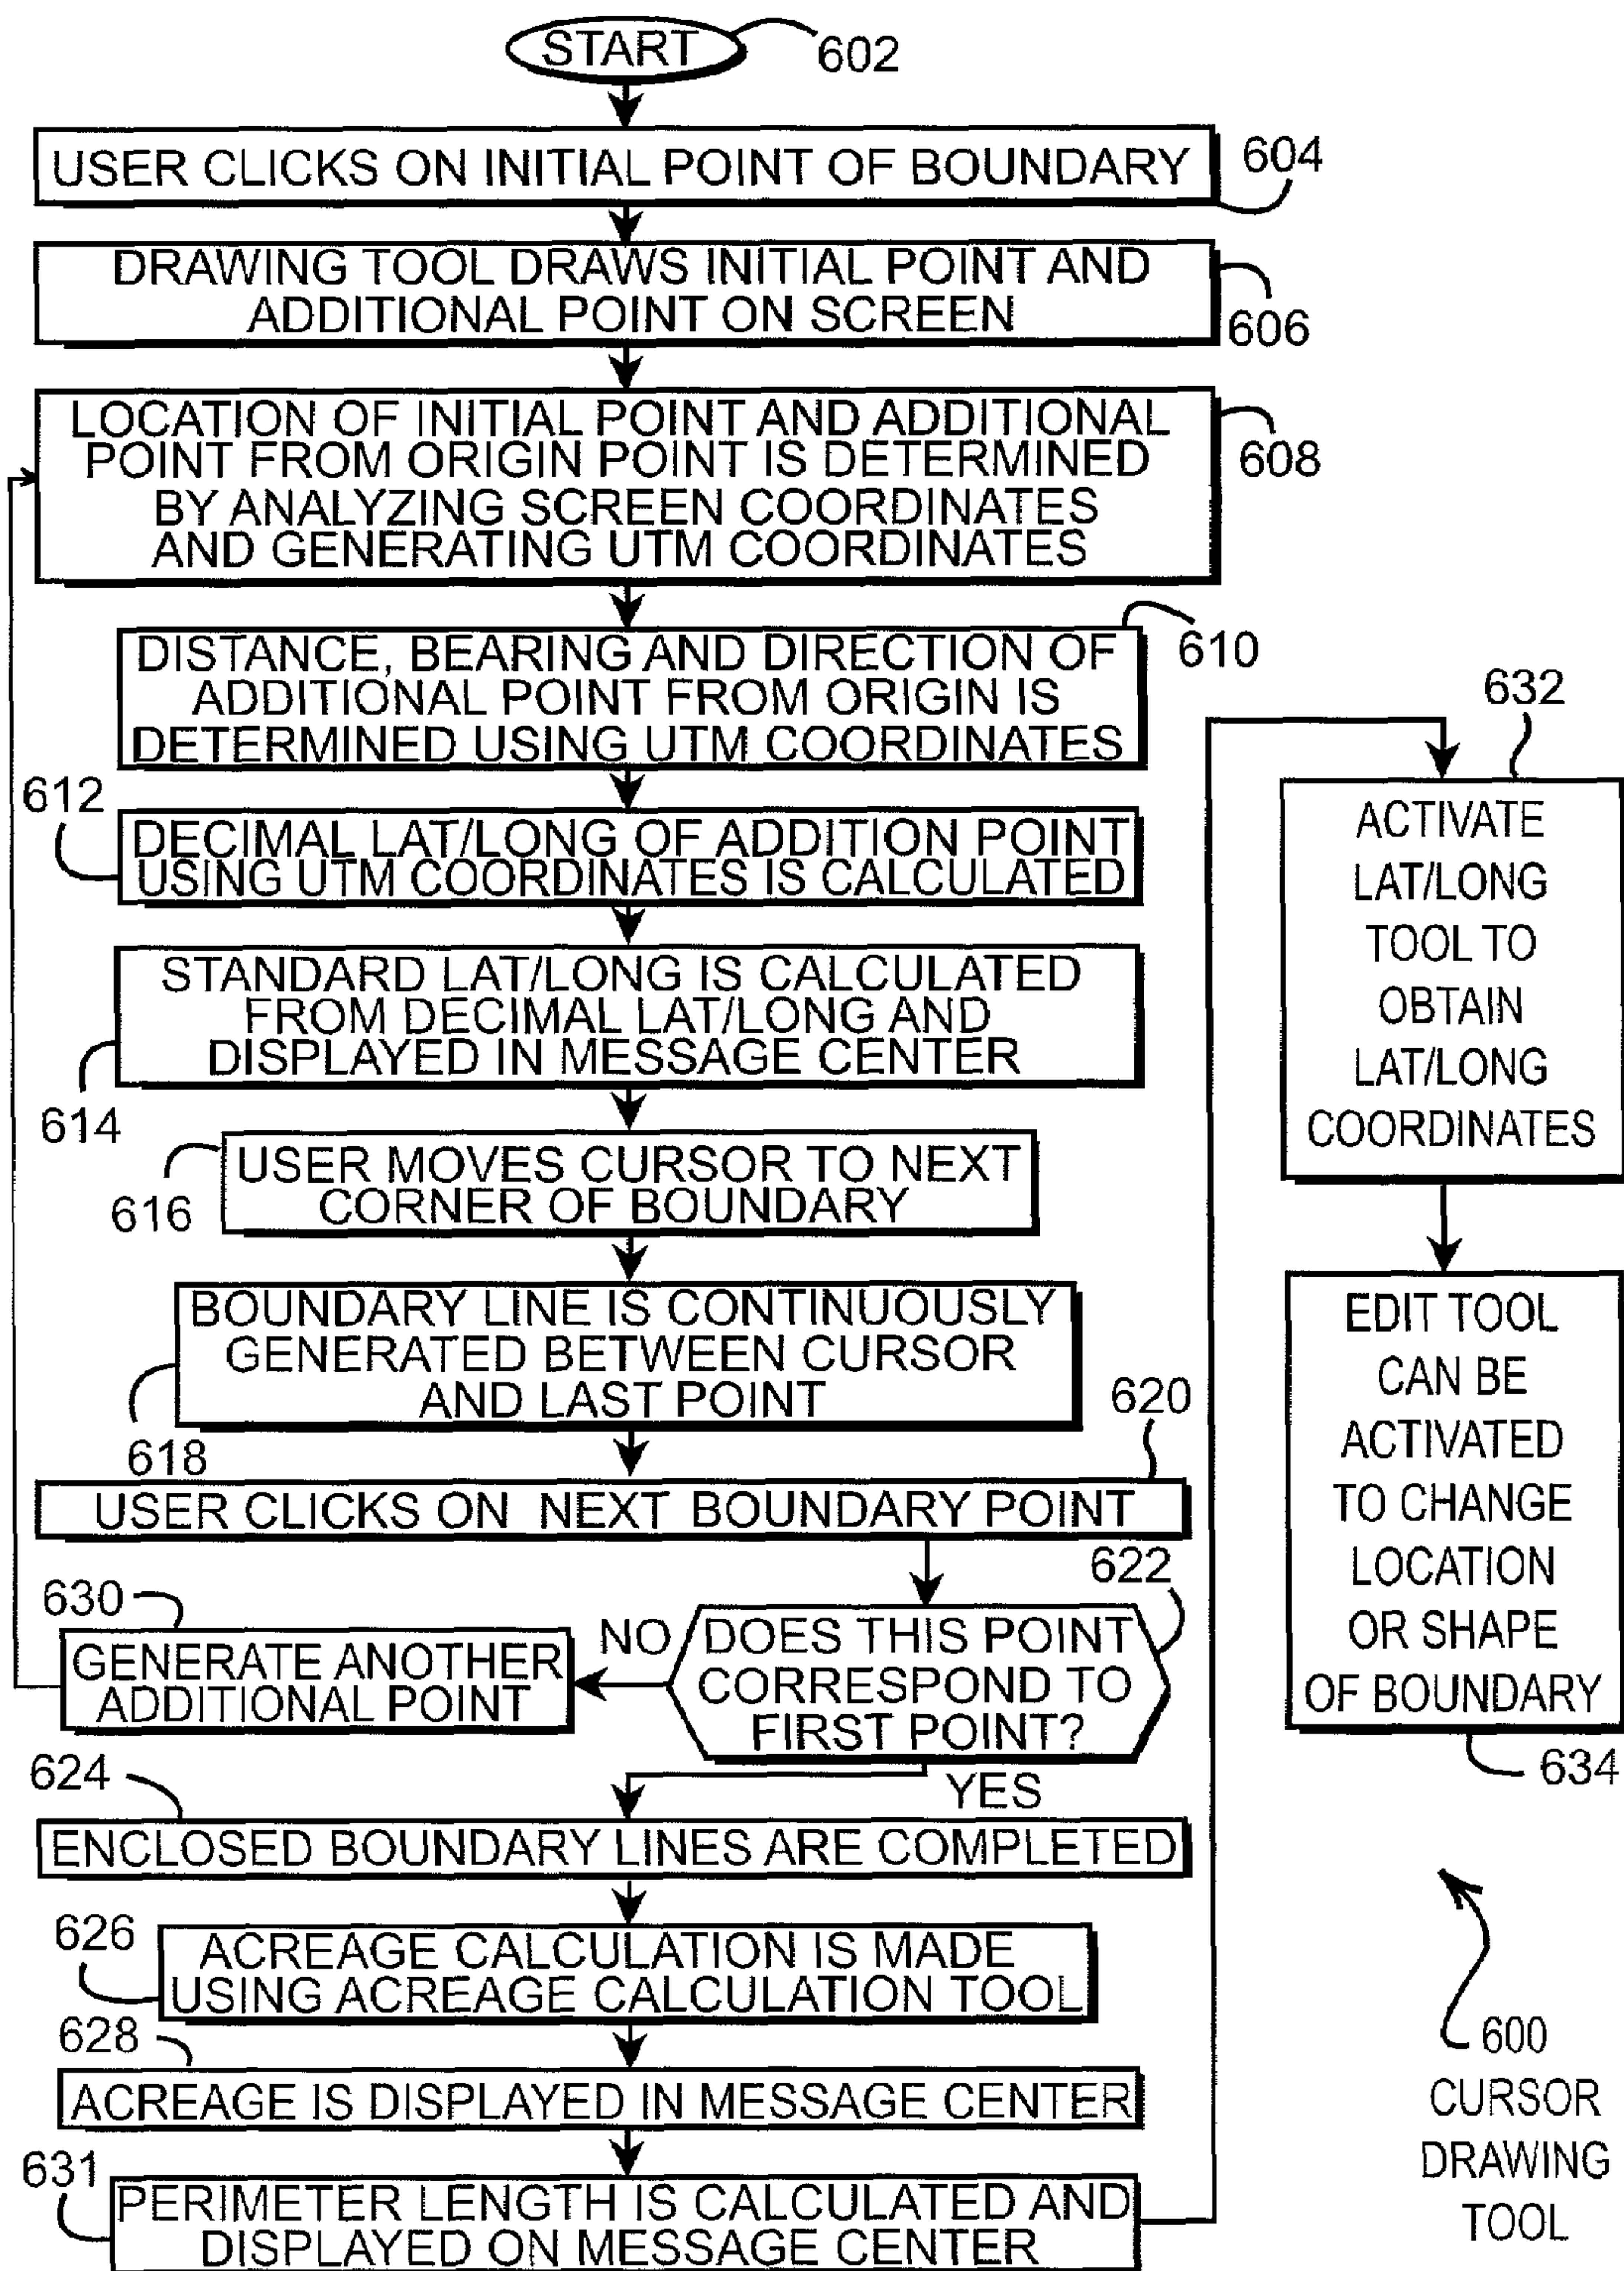 START
602
USER CLICKS ON INITIAL POINT OF BOUNDARY
604
DRAWING TOOL DRAWS INITIAL POINT AND
ADDITIONAL POINT ON SCREEN
606
LOCATION OF INITIAL POINT AND ADDITIONAL
POINT FROM ORIGIN POINT IS DETERMINED
BY ANALYZING SCREEN COORDINATES
AND GENERATING UTM COORDINATES
608
DISTANCE, BEARING AND DIRECTION OF
ADDITIONAL POINT FROM ORIGIN IS
DETERMINED USING UTM COORDINATES
610
612
DECIMAL LAT/LONG OF ADDITION POINT
USING UTM COORDINATES IS CALCULATED
STANDARD LAT/LONG IS CALCULATED
FROM DECIMAL LAT/LONG AND
DISPLAYED IN MESSAGE CENTER
614
616
USER MOVES CURSOR TO NEXT
CORNER OF BOUNDARY
BOUNDARY LINE IS CONTINUOUSLY
GENERATED BETWEEN CURSOR
AND LAST POINT
618
620
USER CLICKS ON NEXT BOUNDARY POINT
622
DOES THIS POINT
CORRESPOND TO
FIRST POINT?
NO
630
GENERATE ANOTHER
ADDITIONAL POINT
YES
624
ENCLOSED BOUNDARY LINES ARE COMPLETED
626
ACREAGE CALCULATION IS MADE
USING ACREAGE CALCULATION TOOL
628
ACREAGE IS DISPLAYED IN MESSAGE CENTER
631
PERIMETER LENGTH IS CALCULATED AND
DISPLAYED ON MESSAGE CENTER
632
ACTIVATE
LAT/LONG
TOOL TO
OBTAIN
LAT/LONG
COORDINATES
EDIT TOOL
CAN BE
ACTIVATED
TO CHANGE
LOCATION
OR SHAPE
OF BOUNDARY
634
600
CURSOR
DRAWING
TOOL